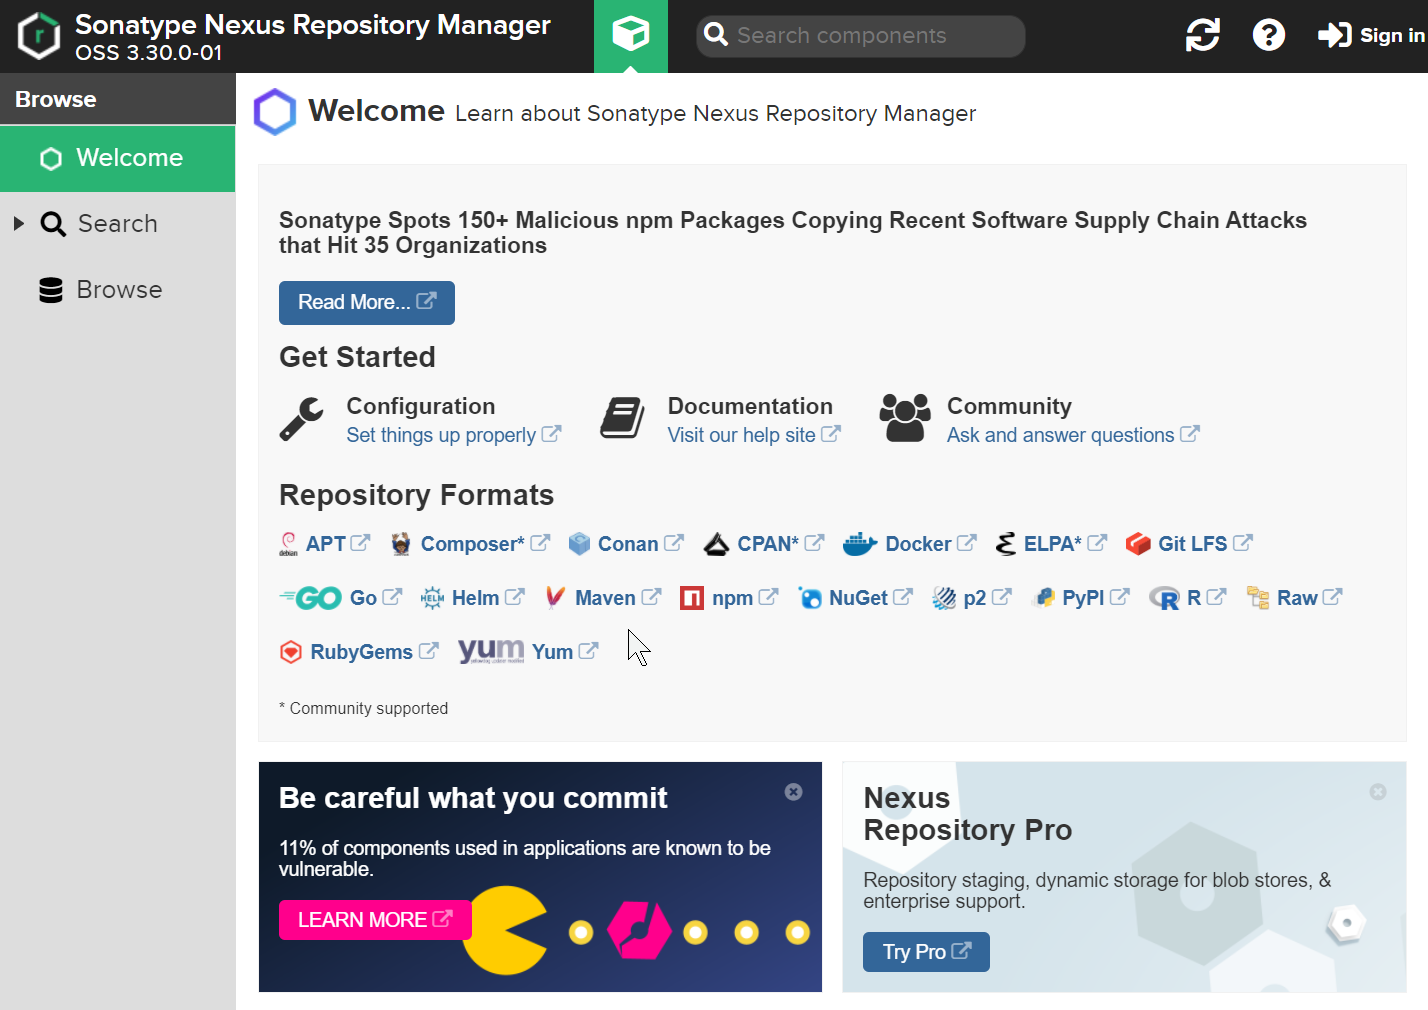 Sonatype Nexus Repository Manager
OSS 3.30.0-01
Search components
Sign in
Browse
Welcome
Search
Browse
Welcome Learn about Sonatype Nexus Repository Manager
Sonatype Spots 150+ Malicious npm Packages Copying Recent Software Supply Chain Attacks
that Hit 35 Organizations
Read More...
Get Started
Configuration
Set things up properly
Documentation
Visit our help site
Community
Ask and answer questions
Repository Formats
debian APT Composer* Conan CPAN* Docker ELPA* Git LFS
GO Go HELM Helm Maven npm NuGet p2 PyPI R R Raw
RubyGems yum Yum
* Community supported
Be careful what you commit
11% of components used in applications are known to be
vulnerable.
LEARN MORE
Nexus
Repository Pro
Repository staging, dynamic storage for blob stores, &
enterprise support.
Try Pro